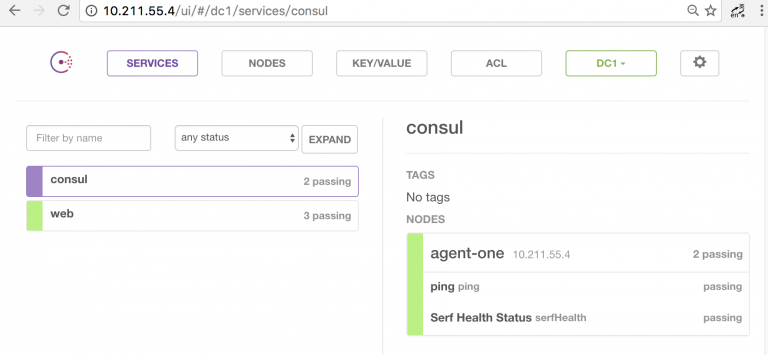 10.211.55.4/ui/#/dc1/services/consul
en
SERVICES NODES KEY/VALUE ACL DC1
Filter by name any status EXPAND
consul 2 passing
web 3 passing
consul
TAGS
No tags
NODES
agent-one 10.211.55.4 2 passing
ping ping passing
Serf Health Status serfHealth passing